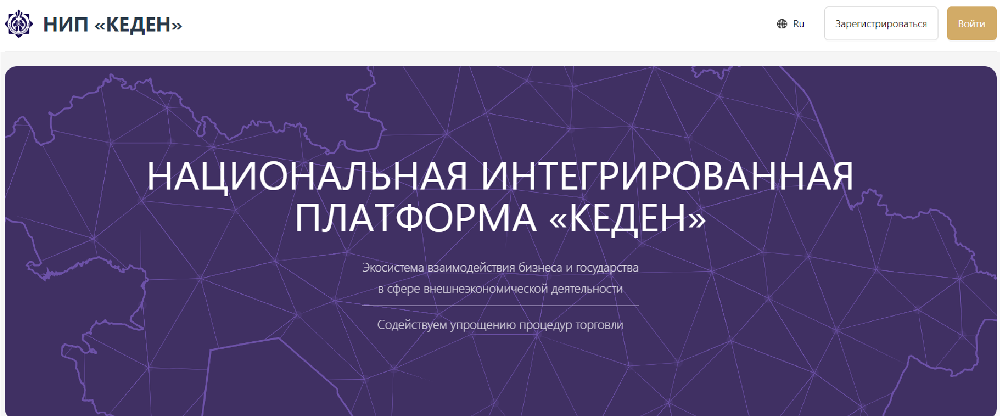 НИП «КЕДЕН»
Ru
Зарегистрироваться
Войти
НАЦИОНАЛЬНАЯ ИНТЕГРИРОВАННАЯ
ПЛАТФОРМА «КЕДЕН»
Экосистема взаимодействия бизнеса и государства
в сфере внешнеэкономической деятельности
Содействуем упрощению процедур торговли